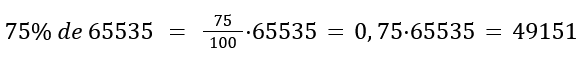 75% de 65535 = 75/100·65535 = 0,75·65535 = 49151